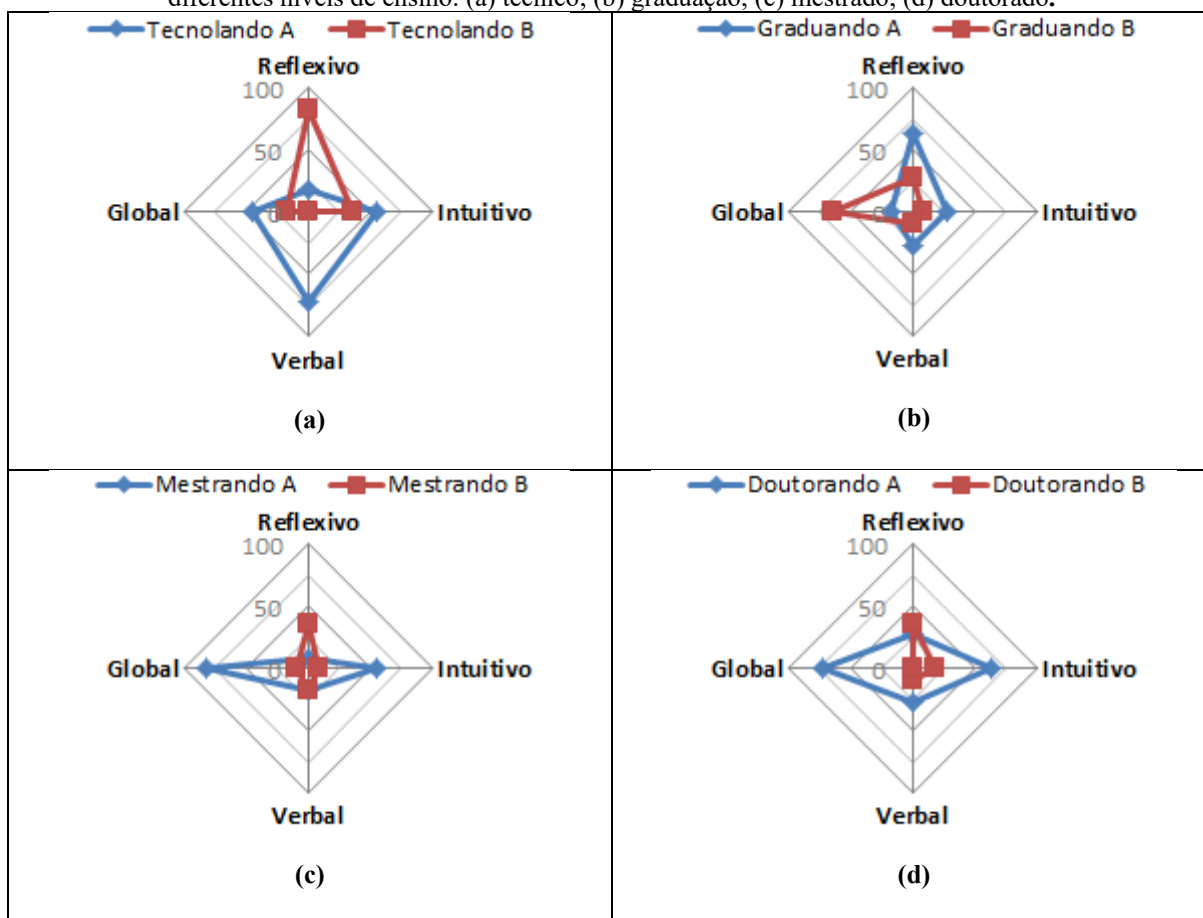 diferentes níveis de ensino: (a) técnico, (b) graduação, (c) mestrado, (d) doutorado.
Tecnolando A Tecnolando B
Reflexivo
100
50
Global 0 Intuitivo
Verbal
(a)
Graduando A Graduando B
Reflexivo
100
50
Global 0 Intuitivo
Verbal
(b)
Mestrando A Mestrando B
Reflexivo
100
50
Global 0 Intuitivo
Verbal
(c)
Doutorando A Doutorando B
Reflexivo
100
50
Global 0 Intuitivo
Verbal
(d)